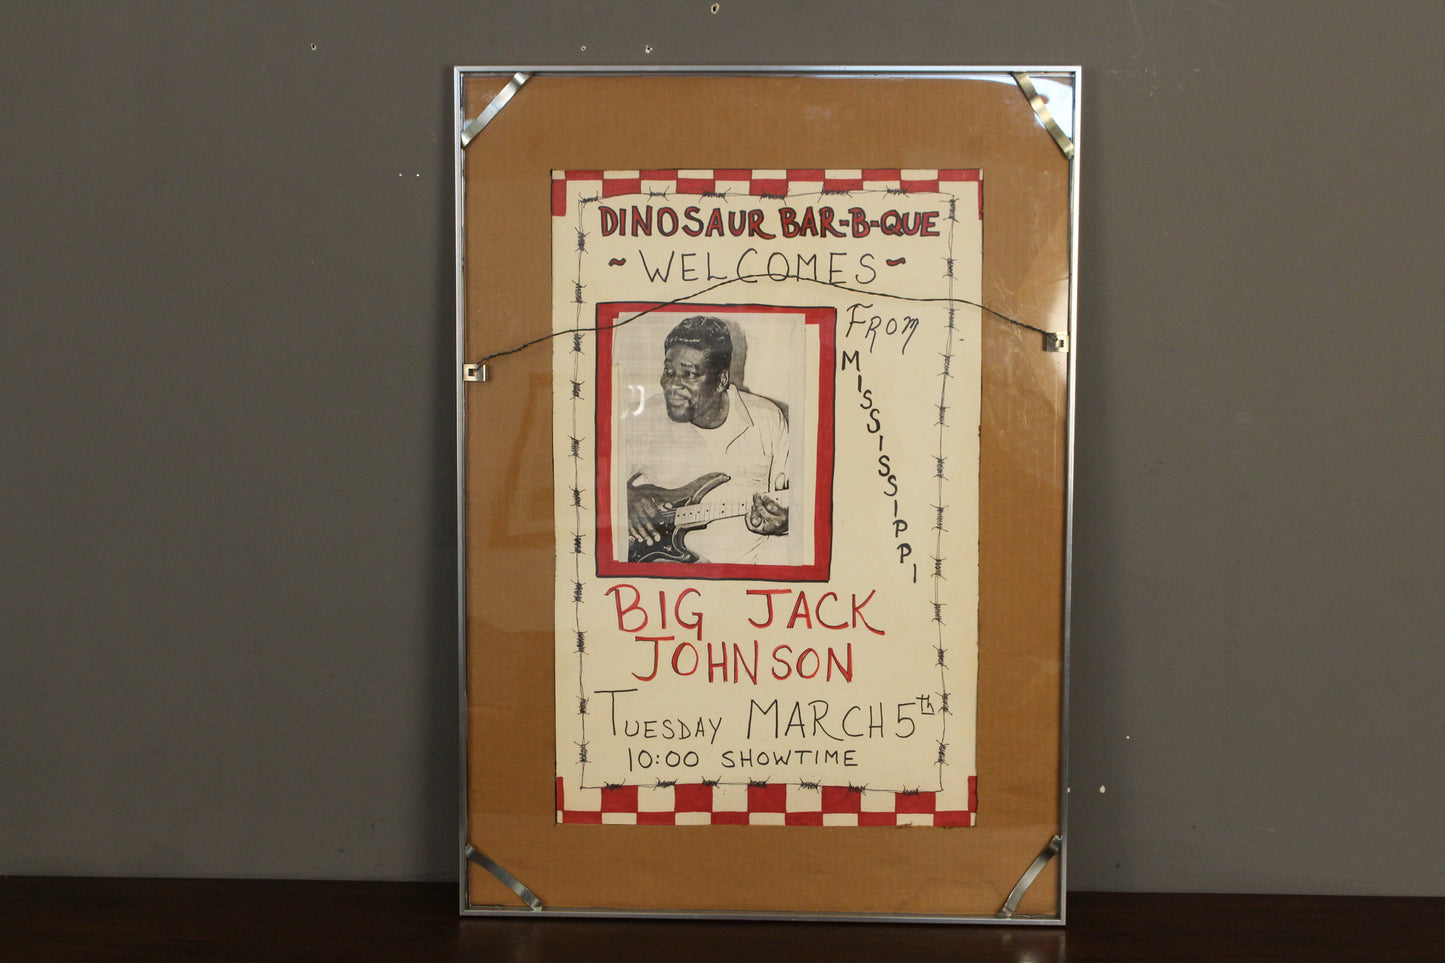 DINOSAUR BAR-B-QUE
~WELCOMES~
FROM
MISSISSIPPI
BIG JACK
JOHNSON
TUESDAY MARCH 5th
10:00 SHOWTIME